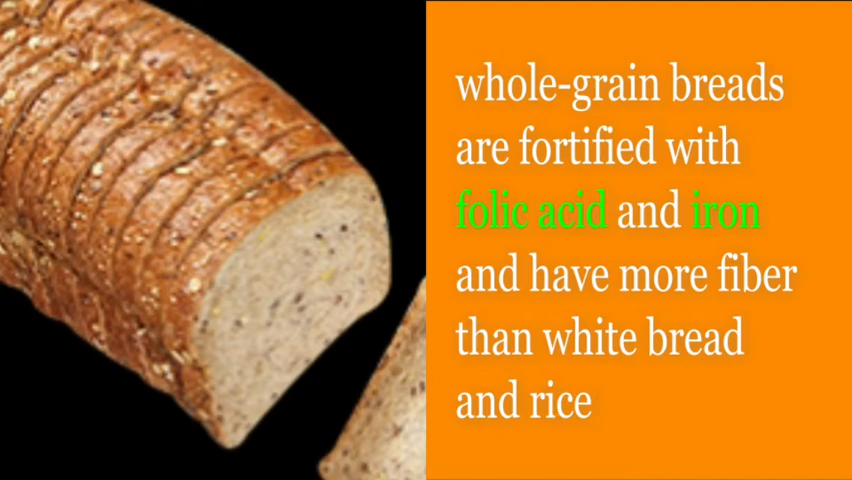 whole-grain breads
are fortified with
folic acid and iron
and have more fiber
than white bread
and rice